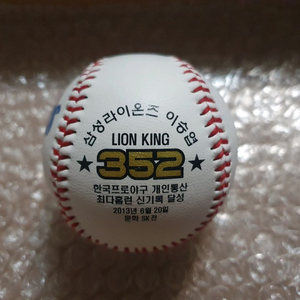 삼성라이온즈 이승엽
LION KING
★352★
한국프로야구 개인통산
최다홈런 신기록 달성
2013년 6월 20일
문학 SK전